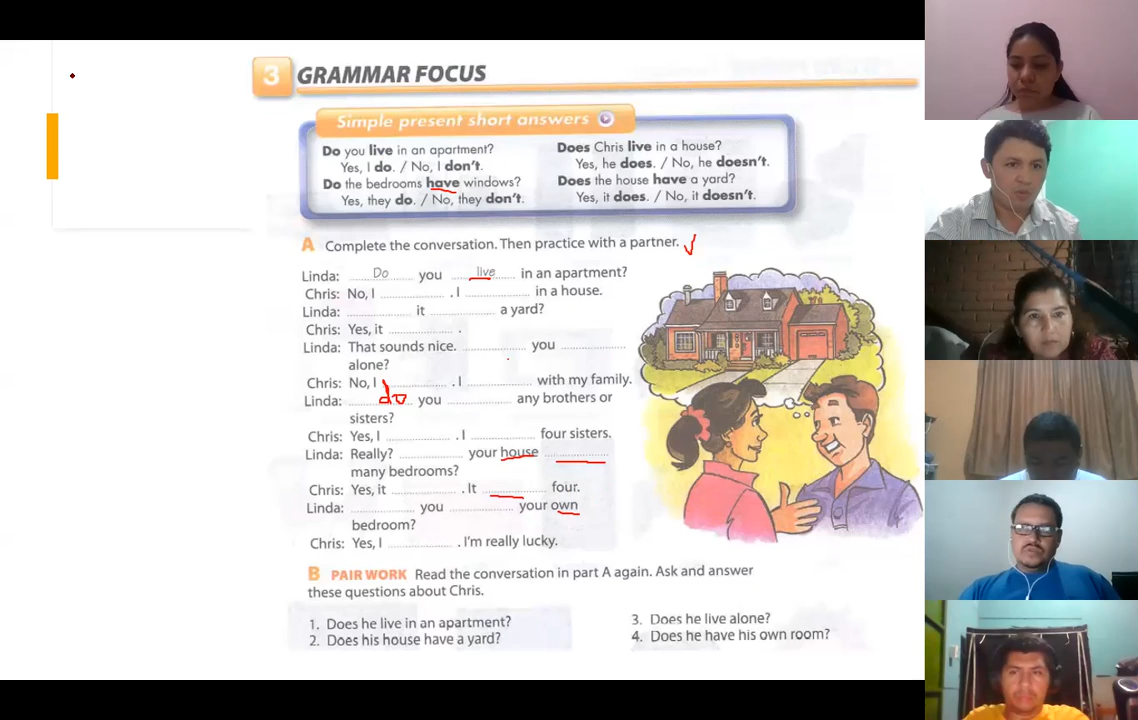 3 GRAMMAR FOCUS
Simple present short answers
Do you live in an apartment?
Yes, I do. / No, I don't.
Do the bedrooms have windows?
Yes, they do. / No, they don't.
Does Chris live in a house?
Yes, he does. / No, he doesn't.
Does the house have a yard?
Yes, it does. / No, it doesn't.
A Complete the conversation. Then practice with a partner.
Linda: Do you live in an apartment?
Chris: No, I ............ . I ............ in a house.
Linda: ............ it ............ a yard?
Chris: Yes, it ............ .
Linda: That sounds nice. ............ you ............
alone?
Chris: No, I ............ . I ............ with my family.
Linda: do you ............ any brothers or
sisters?
Chris: Yes, I ............ . I ............ four sisters.
Linda: Really? ............ your house ............
many bedrooms?
Chris: Yes, it ............ . It ............ four.
Linda: ............ you ............ your own
bedroom?
Chris: Yes, I ............ . I'm really lucky.
B PAIR WORK Read the conversation in part A again. Ask and answer
these questions about Chris.
1. Does he live in an apartment?
2. Does his house have a yard?
3. Does he live alone?
4. Does he have his own room?